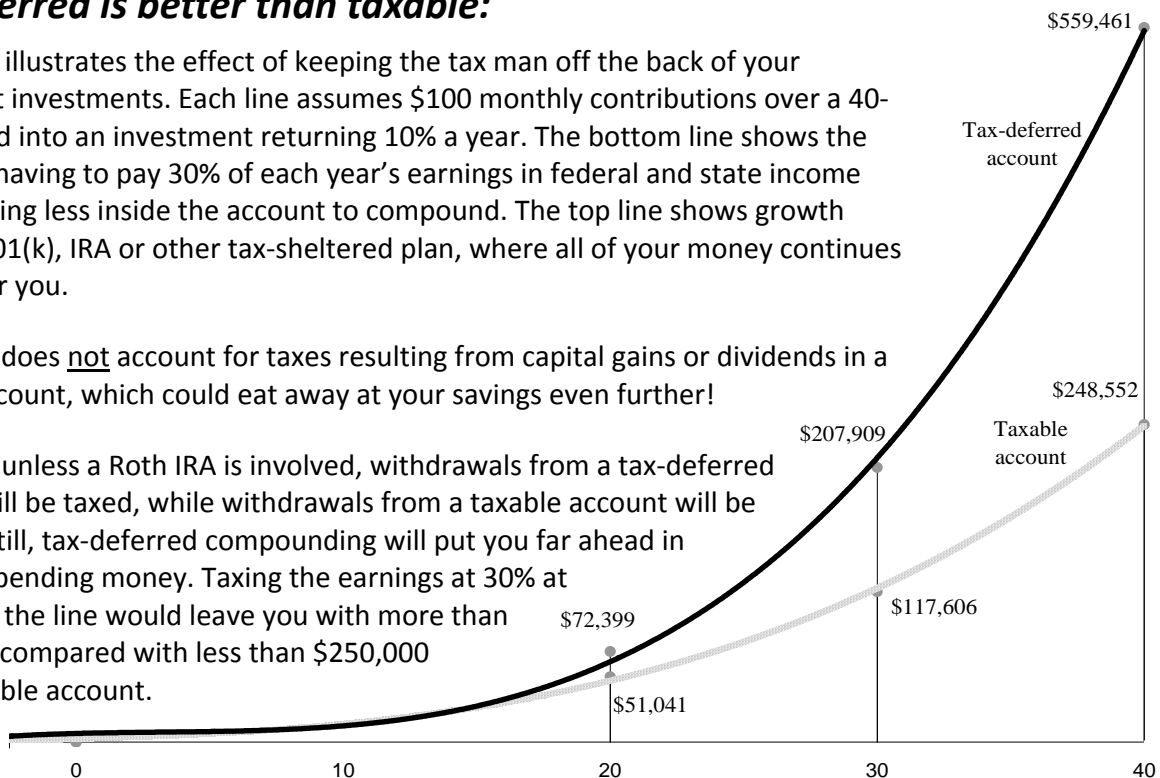 erred is better than taxable:
illustrates the effect of keeping the tax man off the back of your
t investments. Each line assumes $100 monthly contributions over a 40-
d into an investment returning 10% a year. The bottom line shows the
having to pay 30% of each year's earnings in federal and state income
ing less inside the account to compound. The top line shows growth
01(k), IRA or other tax-sheltered plan, where all of your money continues
r you.
does not account for taxes resulting from capital gains or dividends in a
count, which could eat away at your savings even further!
unless a Roth IRA is involved, withdrawals from a tax-deferred
ill be taxed, while withdrawals from a taxable account will be
till, tax-deferred compounding will put you far ahead in
pending money. Taxing the earnings at 30% at
the line would leave you with more than
compared with less than $250,000
ble account.
$559,461
Tax-deferred
account
$248,552
Taxable
account
$207,909
$117,606
$72,399
$51,041
0 10 20 30 40